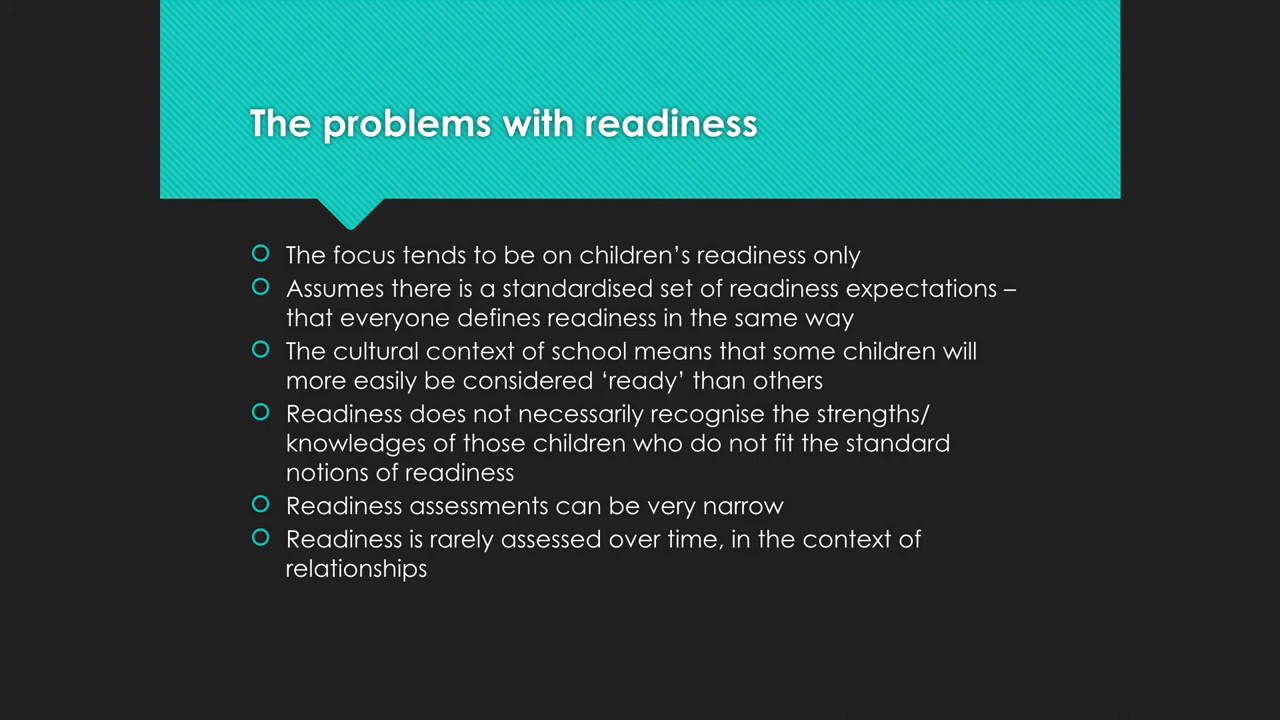 The problems with readiness
The focus tends to be on children’s readiness only
Assumes there is a standardised set of readiness expectations –
that everyone defines readiness in the same way
The cultural context of school means that some children will
more easily be considered ‘ready’ than others
Readiness does not necessarily recognise the strengths/
knowledges of those children who do not fit the standard
notions of readiness
Readiness assessments can be very narrow
Readiness is rarely assessed over time, in the context of
relationships